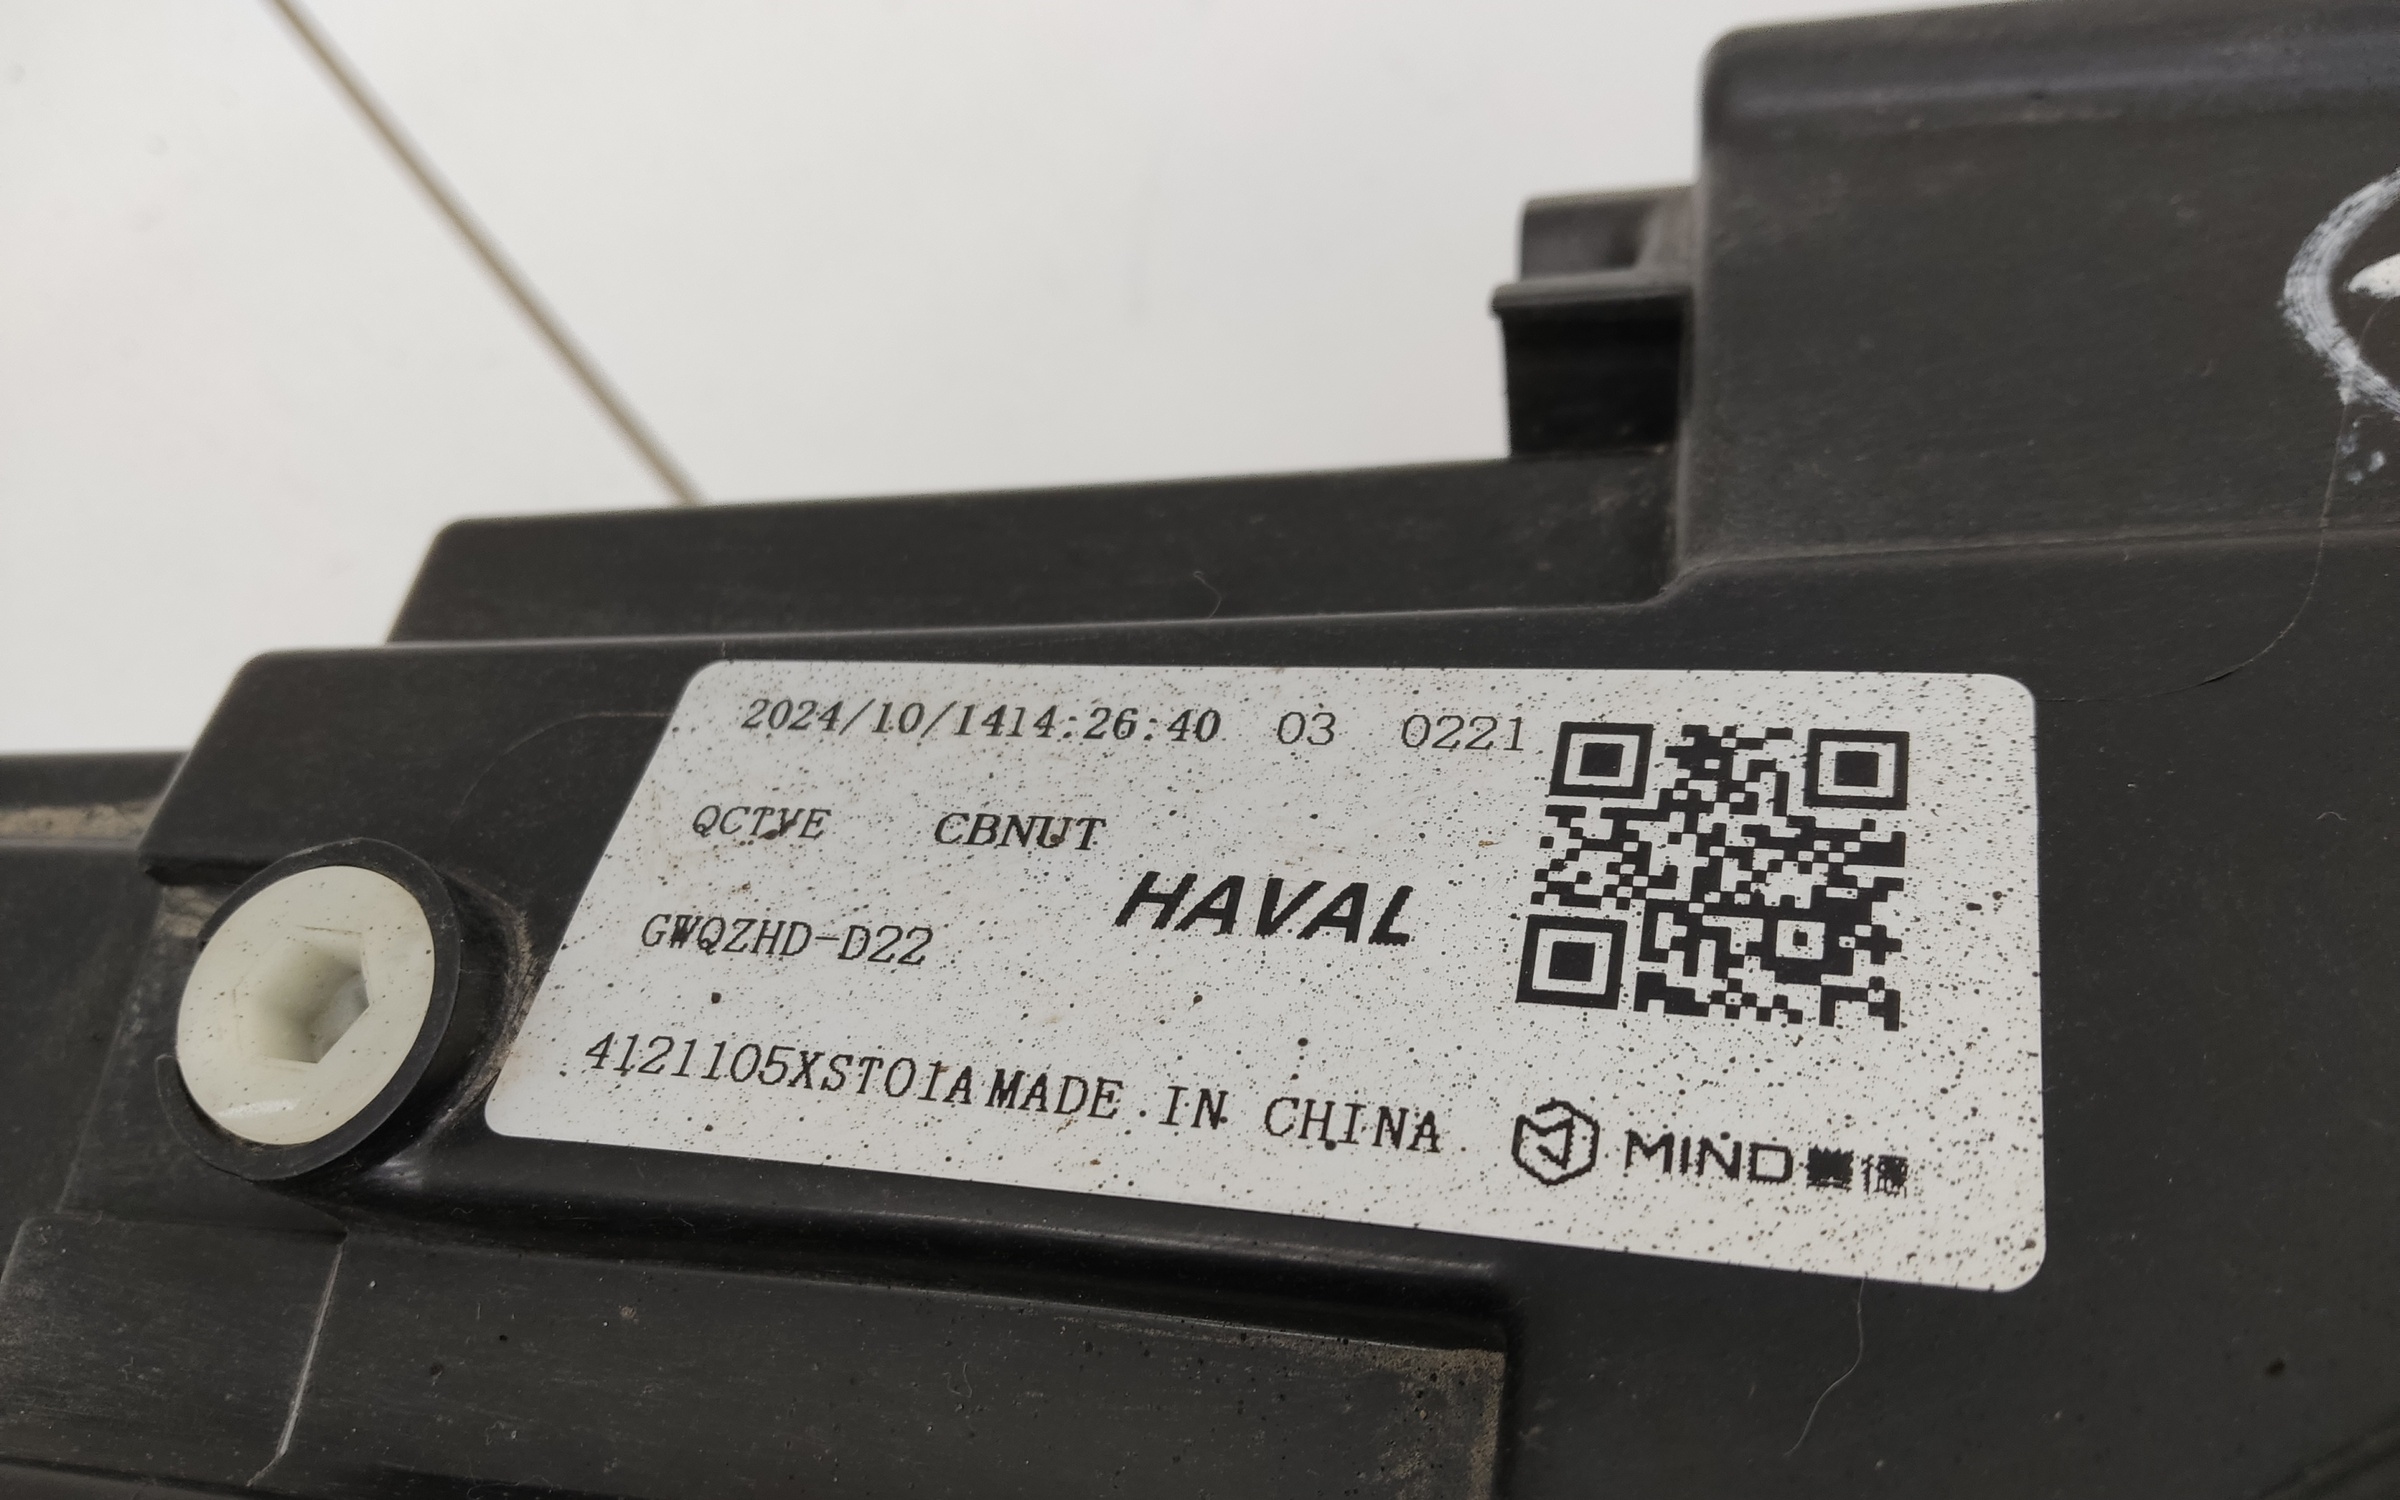 2024/10/1414:26:40 03 0221
QCTVE CBNUT
HAVAL
GWQZHD-D22
4121105XST01AMADE IN CHINA
MIND